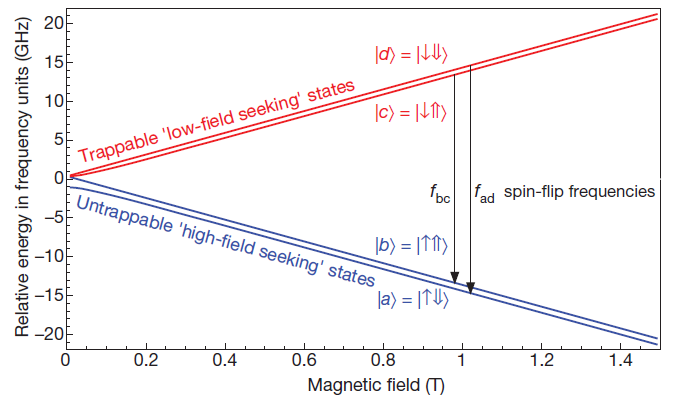 Relative energy in frequency units (GHz)
20
15
10
5
0
−5
−10
−15
−20
|d⟩ = |↓⇓⟩
Trappable 'low-field seeking' states
|c⟩ = |↓⇑⟩
f_bc
f_ad spin-flip frequencies
Untrappable 'high-field seeking' states
|b⟩ = |↑⇑⟩
|a⟩ = |↑⇓⟩
0 0.2 0.4 0.6 0.8 1 1.2 1.4
Magnetic field (T)